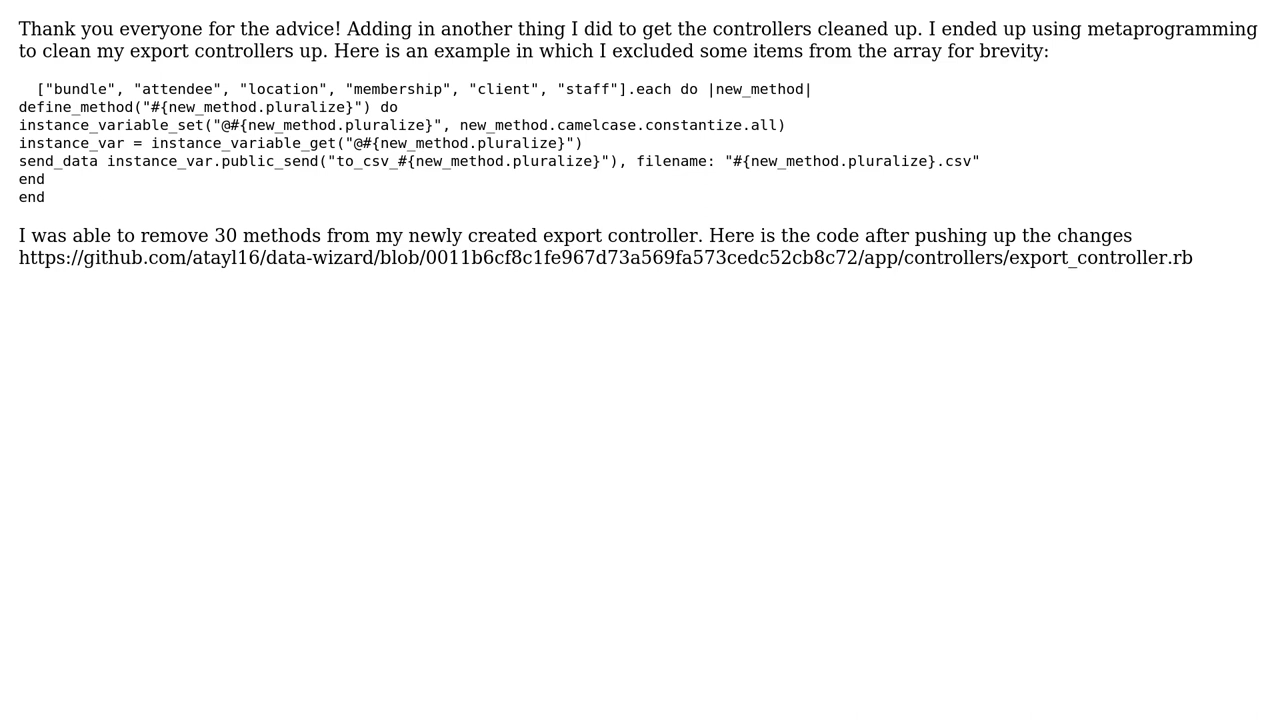 Thank you everyone for the advice! Adding in another thing I did to get the controllers cleaned up. I ended up using metaprogramming
to clean my export controllers up. Here is an example in which I excluded some items from the array for brevity:
["bundle", "attendee", "location", "membership", "client", "staff"].each do |new_method|
define_method("#{new_method.pluralize}") do
instance_variable_set("@#{new_method.pluralize}", new_method.camelcase.constantize.all)
instance_var = instance_variable_get("@#{new_method.pluralize}")
send_data instance_var.public_send("to_csv_#{new_method.pluralize}"), filename: "#{new_method.pluralize}.csv"
end
end
I was able to remove 30 methods from my newly created export controller. Here is the code after pushing up the changes
https://github.com/atayl16/data-wizard/blob/0011b6cf8c1fe967d73a569fa573cedc52cb8c72/app/controllers/export_controller.rb